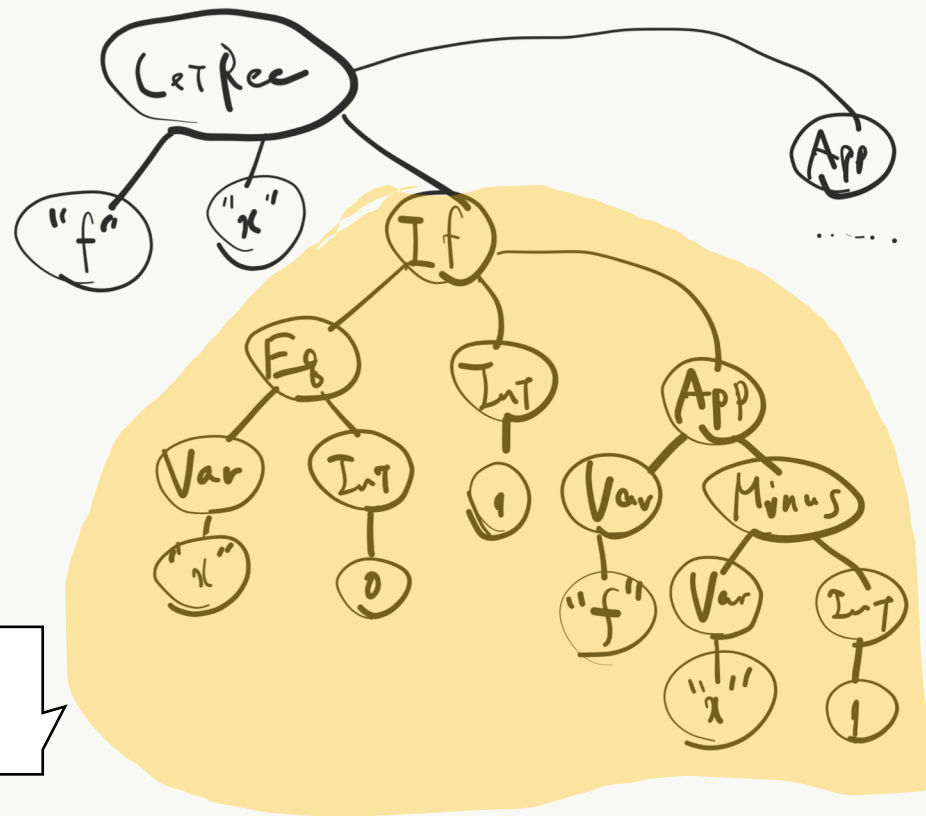 LetRec
App
"f"
"x"
.....
If
Eq
Int
App
Var
Int
1
Var
Minus
"x"
0
"f"
Var
Int
"x"
1